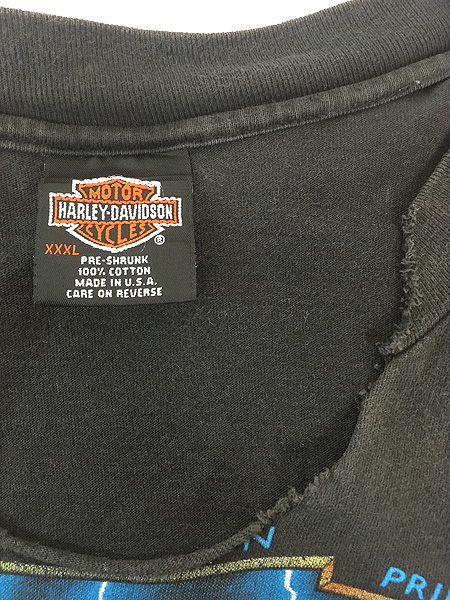 MOTOR
HARLEY-DAVIDSON
CYCLES
®
XXXL
PRE-SHRUNK
100% COTTON
MADE IN U.S.A.
CARE ON REVERSE